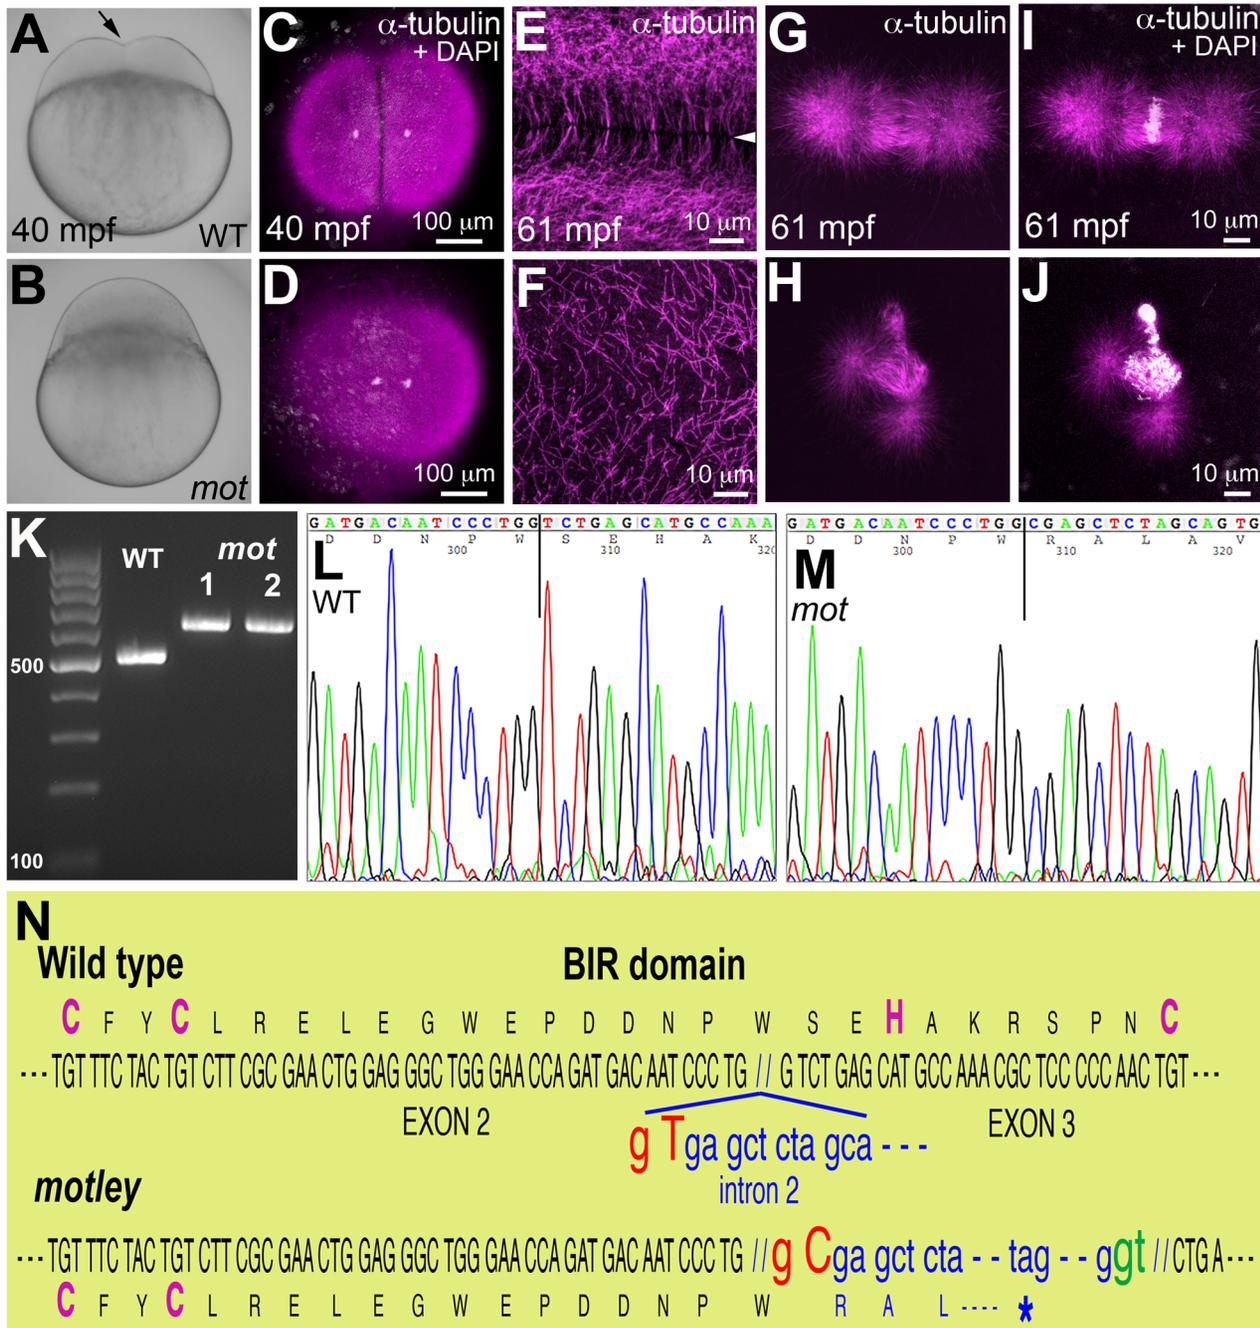 A
40 mpf
WT
B
mot
C
α-tubulin
+ DAPI
40 mpf
100 μm
D
100 μm
E
61 mpf
10 μm
F
10 μm
G
α-tubulin
61 mpf
H
I
α-tubulin
+ DAPI
61 mpf
10 μm
J
10 μm
K
WT
mot
1 2
500
100
G A T G A C A A T C C C T G G T C T G A G C A T G C C A A A
D D N P W S E H A K
300 310 320
L
WT
G A T G A C A A T C C C T G G C G A G C T C T A G C A G T G
D D N P W R A L A V
300 310 320
M
mot
N
Wild type
BIR domain
C F Y C L R E L E G W E P D D N P W S E H A K R S P N C
---TGT TTC TAC TGT CTT CGC GAA CTG GAG GGC TGG GAA CCA GAT GAC AAT CCC TG // G TCT GAG CAT GCC AAA CGC TCC CCC AAC TGT---
EXON 2
EXON 3
g Tga gct cta gca ---
intron 2
motley
---TGT TTC TAC TGT CTT CGC GAA CTG GAG GGC TGG GAA CCA GAT GAC AAT CCC TG // g Cga gct cta -- tag -- ggt // CTG A---
C F Y C L R E L E G W E P D D N P W R A L ---- *